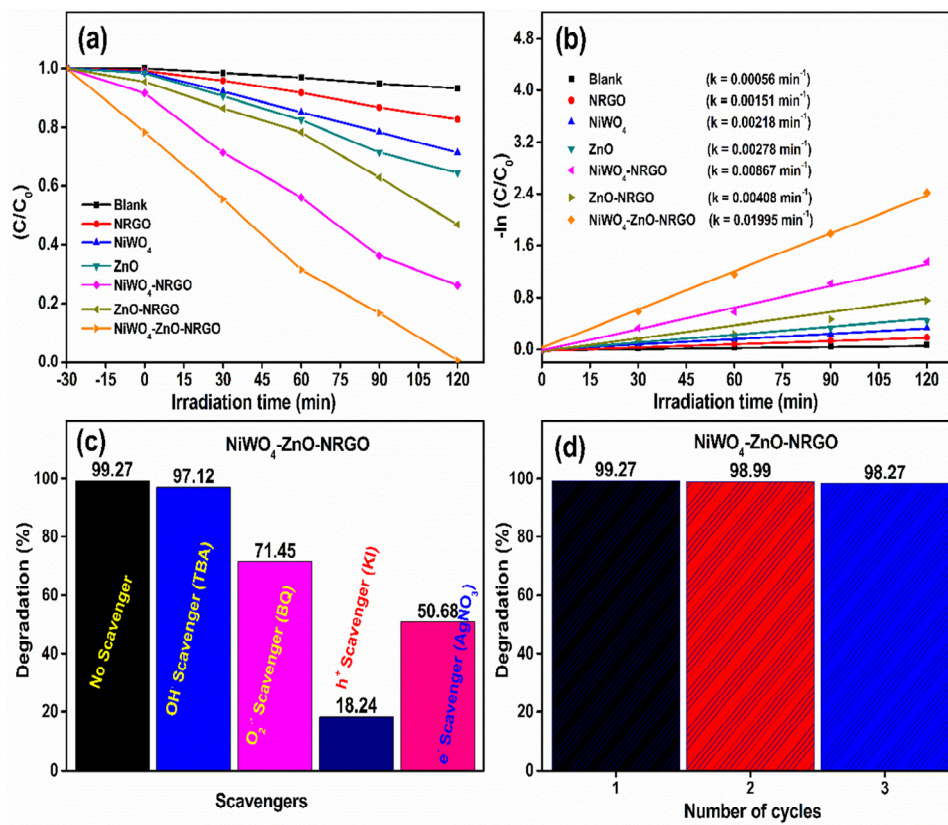 (a)
(C/C0)
1.0
0.8
0.6
0.4
0.2
0.0
Blank
NRGO
NiWO4
ZnO
NiWO4-NRGO
ZnO-NRGO
NiWO4-ZnO-NRGO
-30 -15 0 15 30 45 60 75 90 105 120
Irradiation time (min)
(b)
-ln (C/C0)
4.8
4.0
3.2
2.4
1.6
0.8
0.0
Blank (k = 0.00056 min-1)
NRGO (k = 0.00151 min-1)
NiWO4 (k = 0.00218 min-1)
ZnO (k = 0.00278 min-1)
NiWO4-NRGO (k = 0.00867 min-1)
ZnO-NRGO (k = 0.00408 min-1)
NiWO4-ZnO-NRGO (k = 0.01995 min-1)
0 15 30 45 60 75 90 105 120
Irradiation time (min)
(c)
NiWO4-ZnO-NRGO
Degradation (%)
100
80
60
40
20
0
99.27
97.12
71.45
18.24
50.68
No Scavenger
OH· Scavenger (TBA)
O2·- Scavenger (BQ)
h+ Scavenger (KI)
e- Scavenger (AgNO3)
Scavengers
(d)
NiWO4-ZnO-NRGO
Degradation (%)
100
80
60
40
20
0
99.27
98.99
98.27
1 2 3
Number of cycles